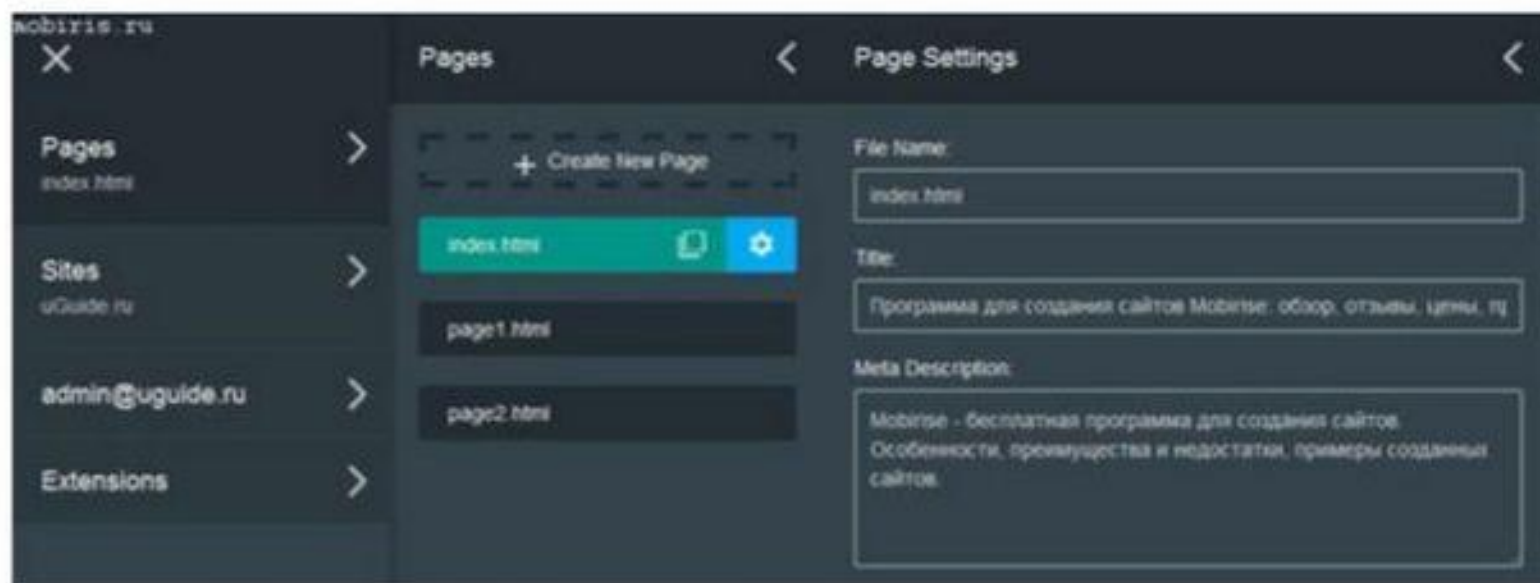 mobiris.ru
Pages
index.html
Sites
uGuide.ru
admin@uguide.ru
Extensions
Pages
+ Create New Page
index.html
page1.html
page2.html
Page Settings
File Name:
index.html
Title:
Программа для создания сайтов Mobirise: обзор, отзывы, цены,
Meta Description:
Mobirise - бесплатная программа для создания сайтов.
Особенности, преимущества и недостатки, примеры созданных
сайтов.